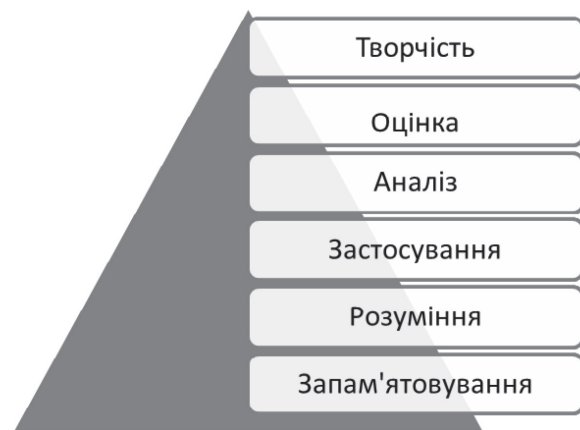 Творчість
Оцінка
Аналіз
Застосування
Розуміння
Запам'ятовування